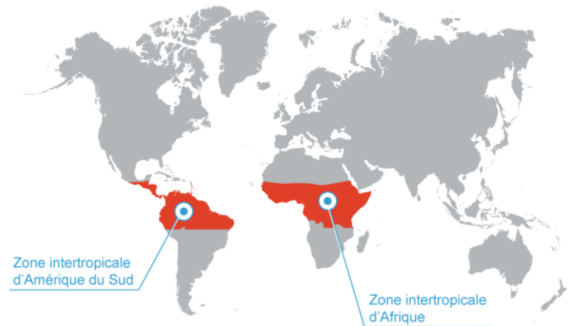 Zone intertropicale
d'Amérique du Sud
Zone intertropicale
d'Afrique